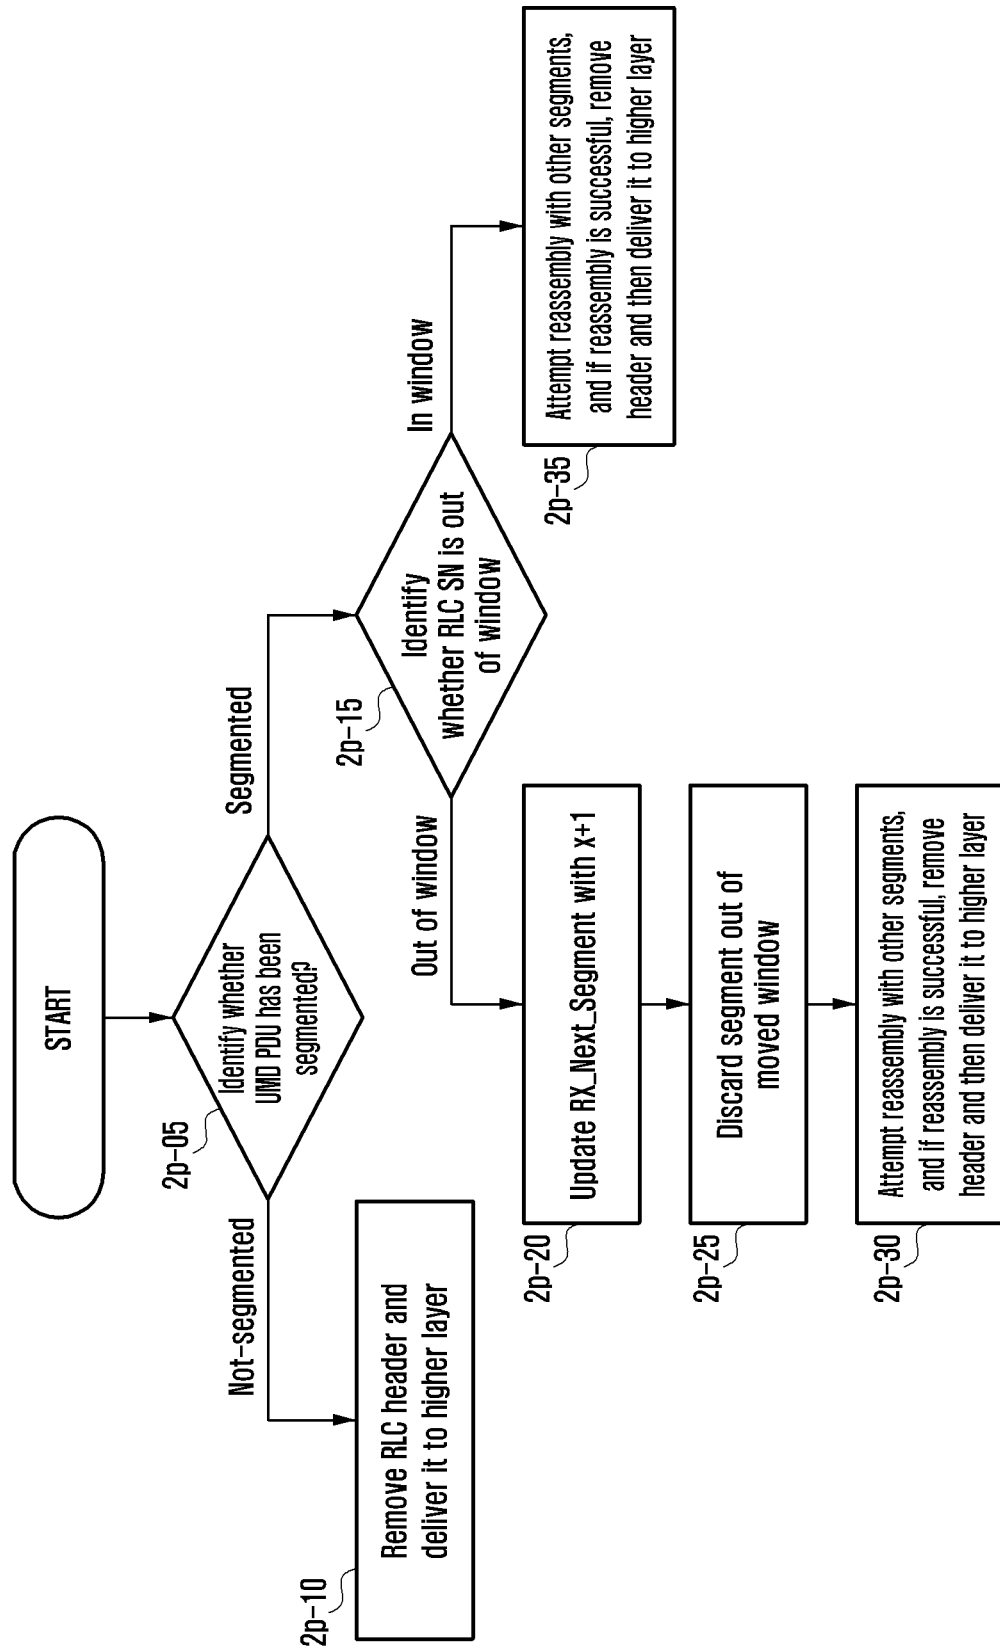 START
2p-05
Identify whether
UMD PDU has been
segmented?
Not-segmented
Segmented
2p-10
Remove RLC header and
deliver it to higher layer
2p-15
Identify
whether RLC SN is out
of window
Out of window
In window
2p-20
Update RX_Next_Segment with x+1
2p-25
Discard segment out of
moved window
2p-30
Attempt reassembly with other segments,
and if reassembly is successful, remove
header and then deliver it to higher layer
2p-35
Attempt reassembly with other segments,
and if reassembly is successful, remove
header and then deliver it to higher layer